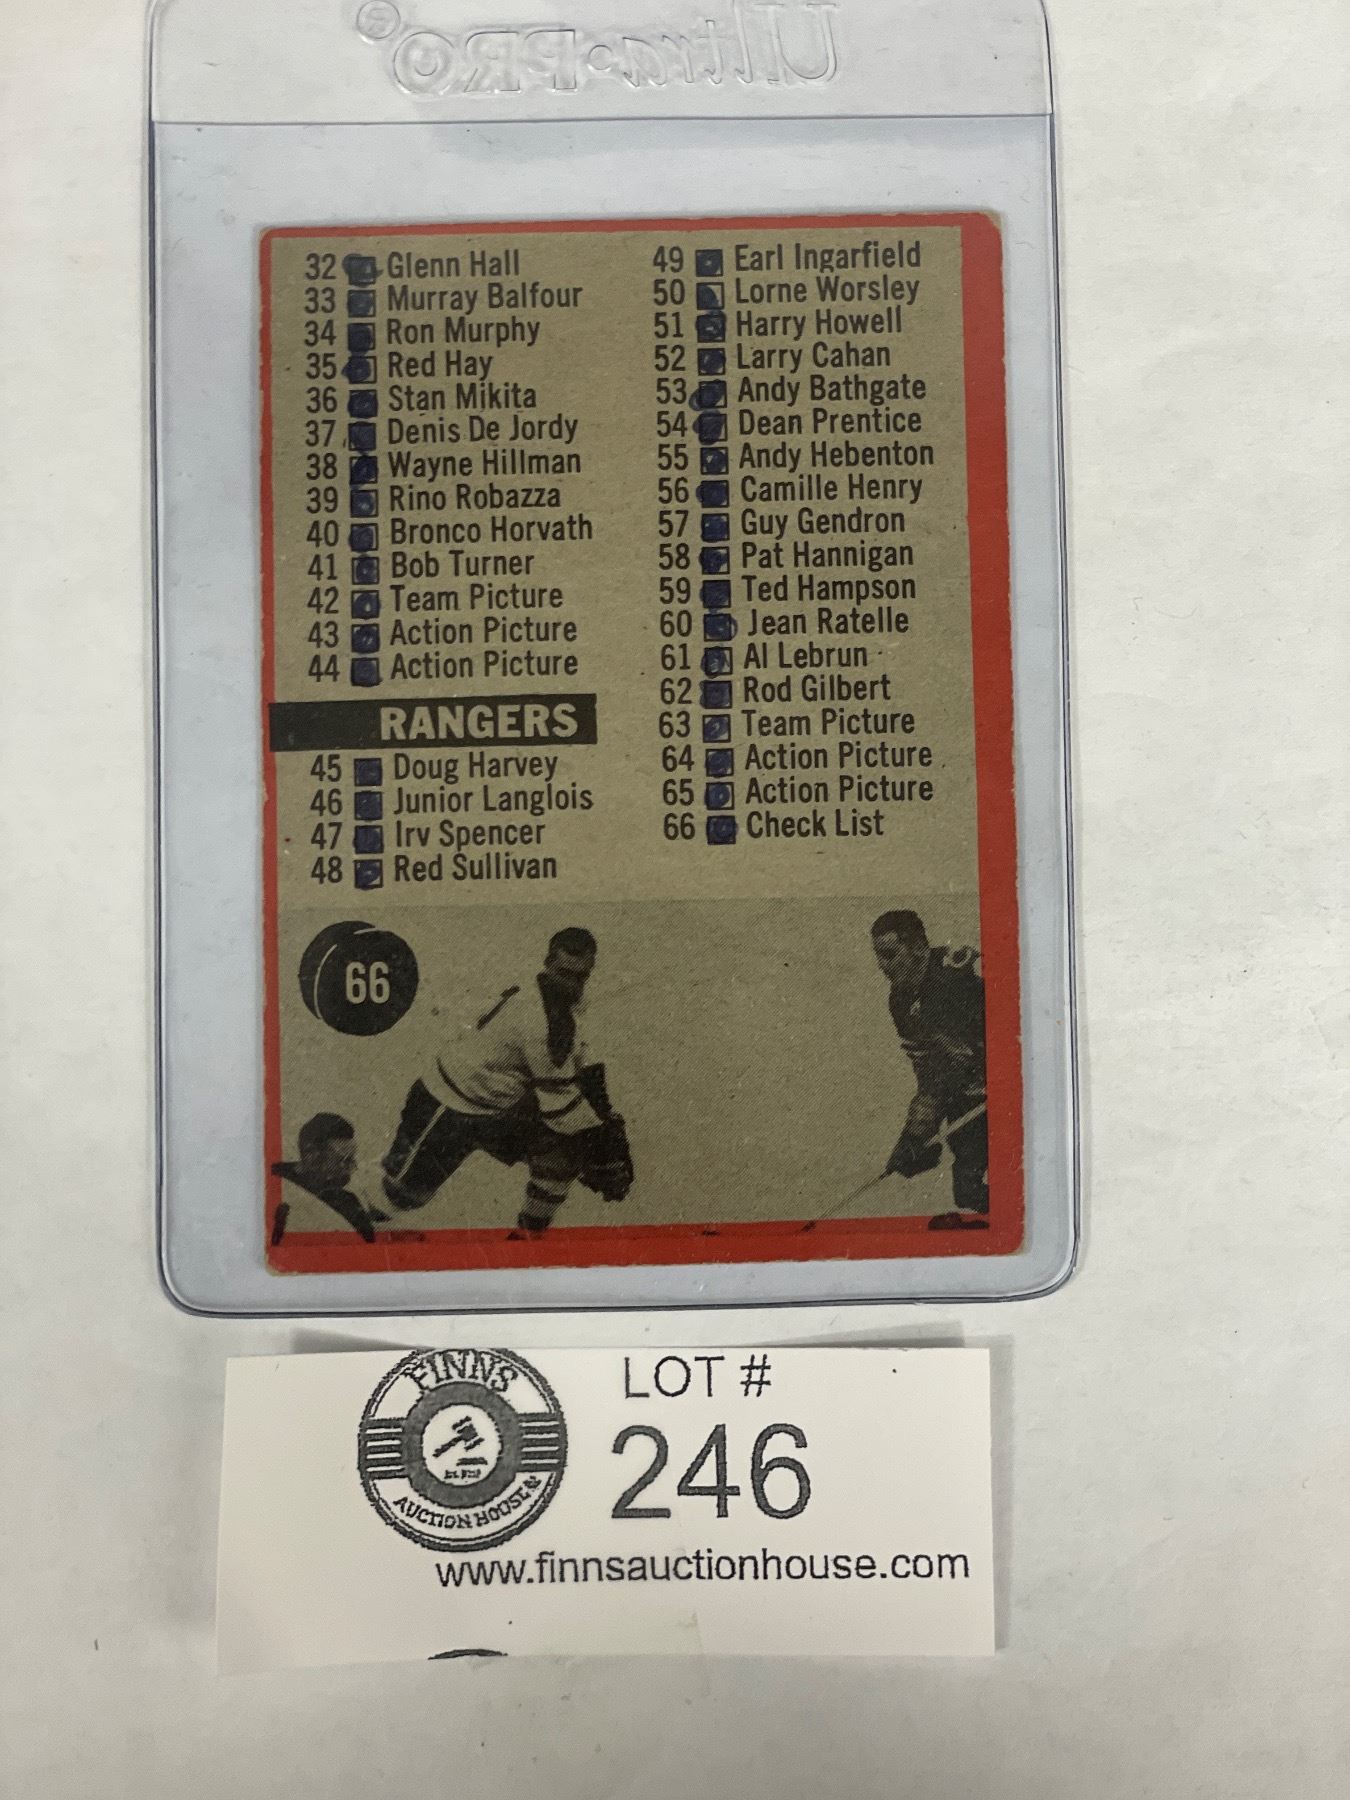 Ultra•PRO®
32 Glenn Hall
33 Murray Balfour
34 Ron Murphy
35 Red Hay
36 Stan Mikita
37 Denis De Jordy
38 Wayne Hillman
39 Rino Robazza
40 Bronco Horvath
41 Bob Turner
42 Team Picture
43 Action Picture
44 Action Picture
RANGERS
45 Doug Harvey
46 Junior Langlois
47 Irv Spencer
48 Red Sullivan
49 Earl Ingarfield
50 Lorne Worsley
51 Harry Howell
52 Larry Cahan
53 Andy Bathgate
54 Dean Prentice
55 Andy Hebenton
56 Camille Henry
57 Guy Gendron
58 Pat Hannigan
59 Ted Hampson
60 Jean Ratelle
61 Al Lebrun
62 Rod Gilbert
63 Team Picture
64 Action Picture
65 Action Picture
66 Check List
66
5
FINNS
AUCTION HOUSE
LOT #
246
www.finnsauctionhouse.com